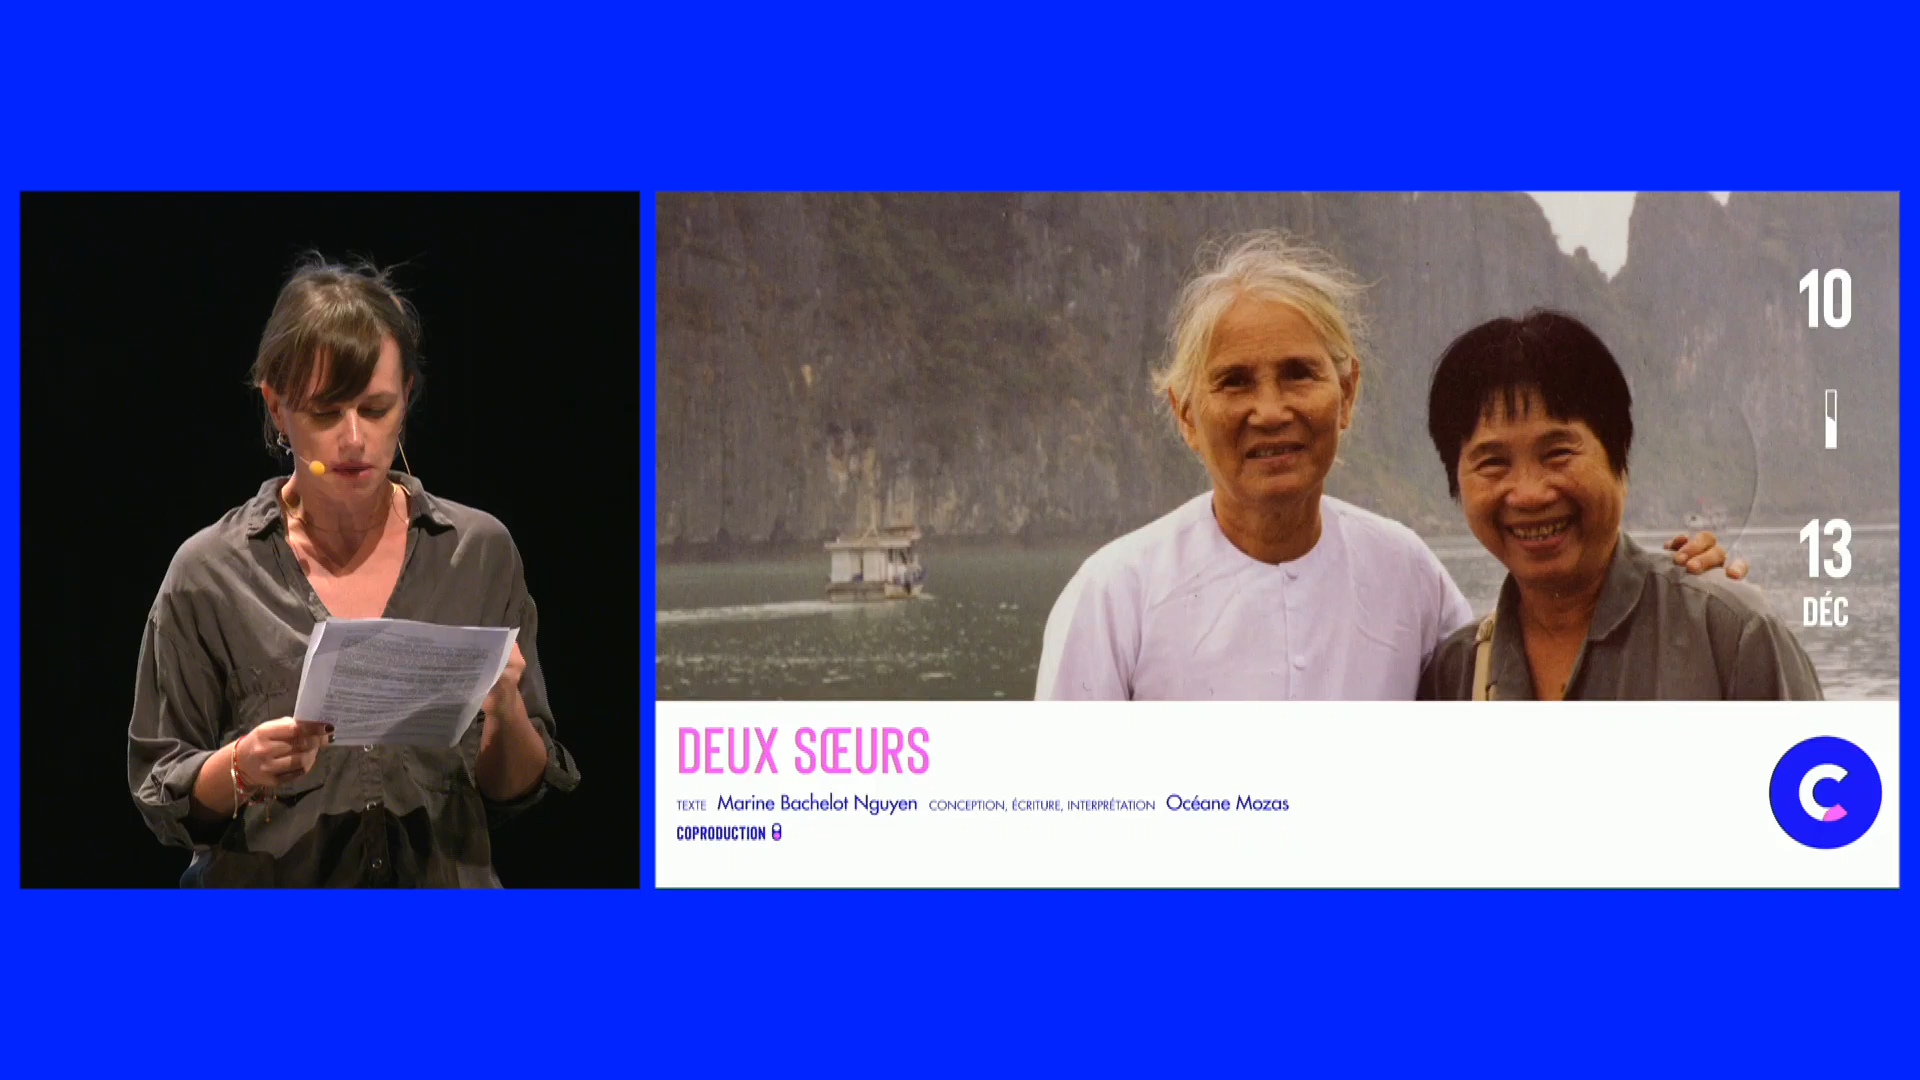 10
13
DÉC
DEUX SŒURS
TEXTE Marine Bachelot Nguyen CONCEPTION, ÉCRITURE, INTERPRÉTATION Océane Mozas
COPRODUCTION
C